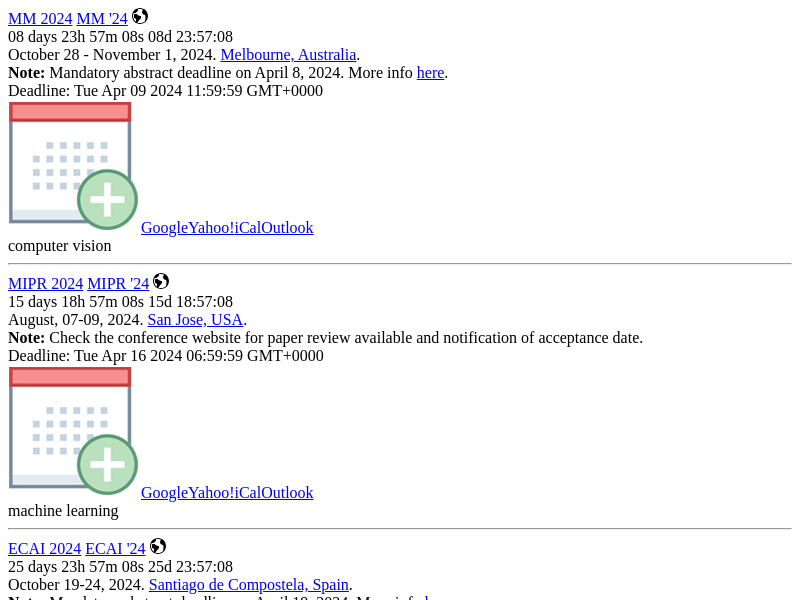 MM 2024 MM '24
08 days 23h 57m 08s 08d 23:57:08
October 28 - November 1, 2024. Melbourne, Australia.
Note: Mandatory abstract deadline on April 8, 2024. More info here.
Deadline: Tue Apr 09 2024 11:59:59 GMT+0000
GoogleYahoo!iCalOutlook
computer vision
MIPR 2024 MIPR '24
15 days 18h 57m 08s 15d 18:57:08
August, 07-09, 2024. San Jose, USA.
Note: Check the conference website for paper review available and notification of acceptance date.
Deadline: Tue Apr 16 2024 06:59:59 GMT+0000
GoogleYahoo!iCalOutlook
machine learning
ECAI 2024 ECAI '24
25 days 23h 57m 08s 25d 23:57:08
October 19-24, 2024. Santiago de Compostela, Spain.